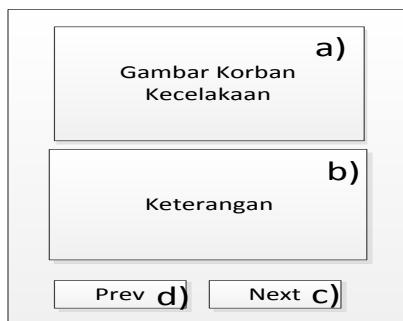 a)
Gambar Korban
Kecelakaan
b)
Keterangan
Prev d)
Next c)